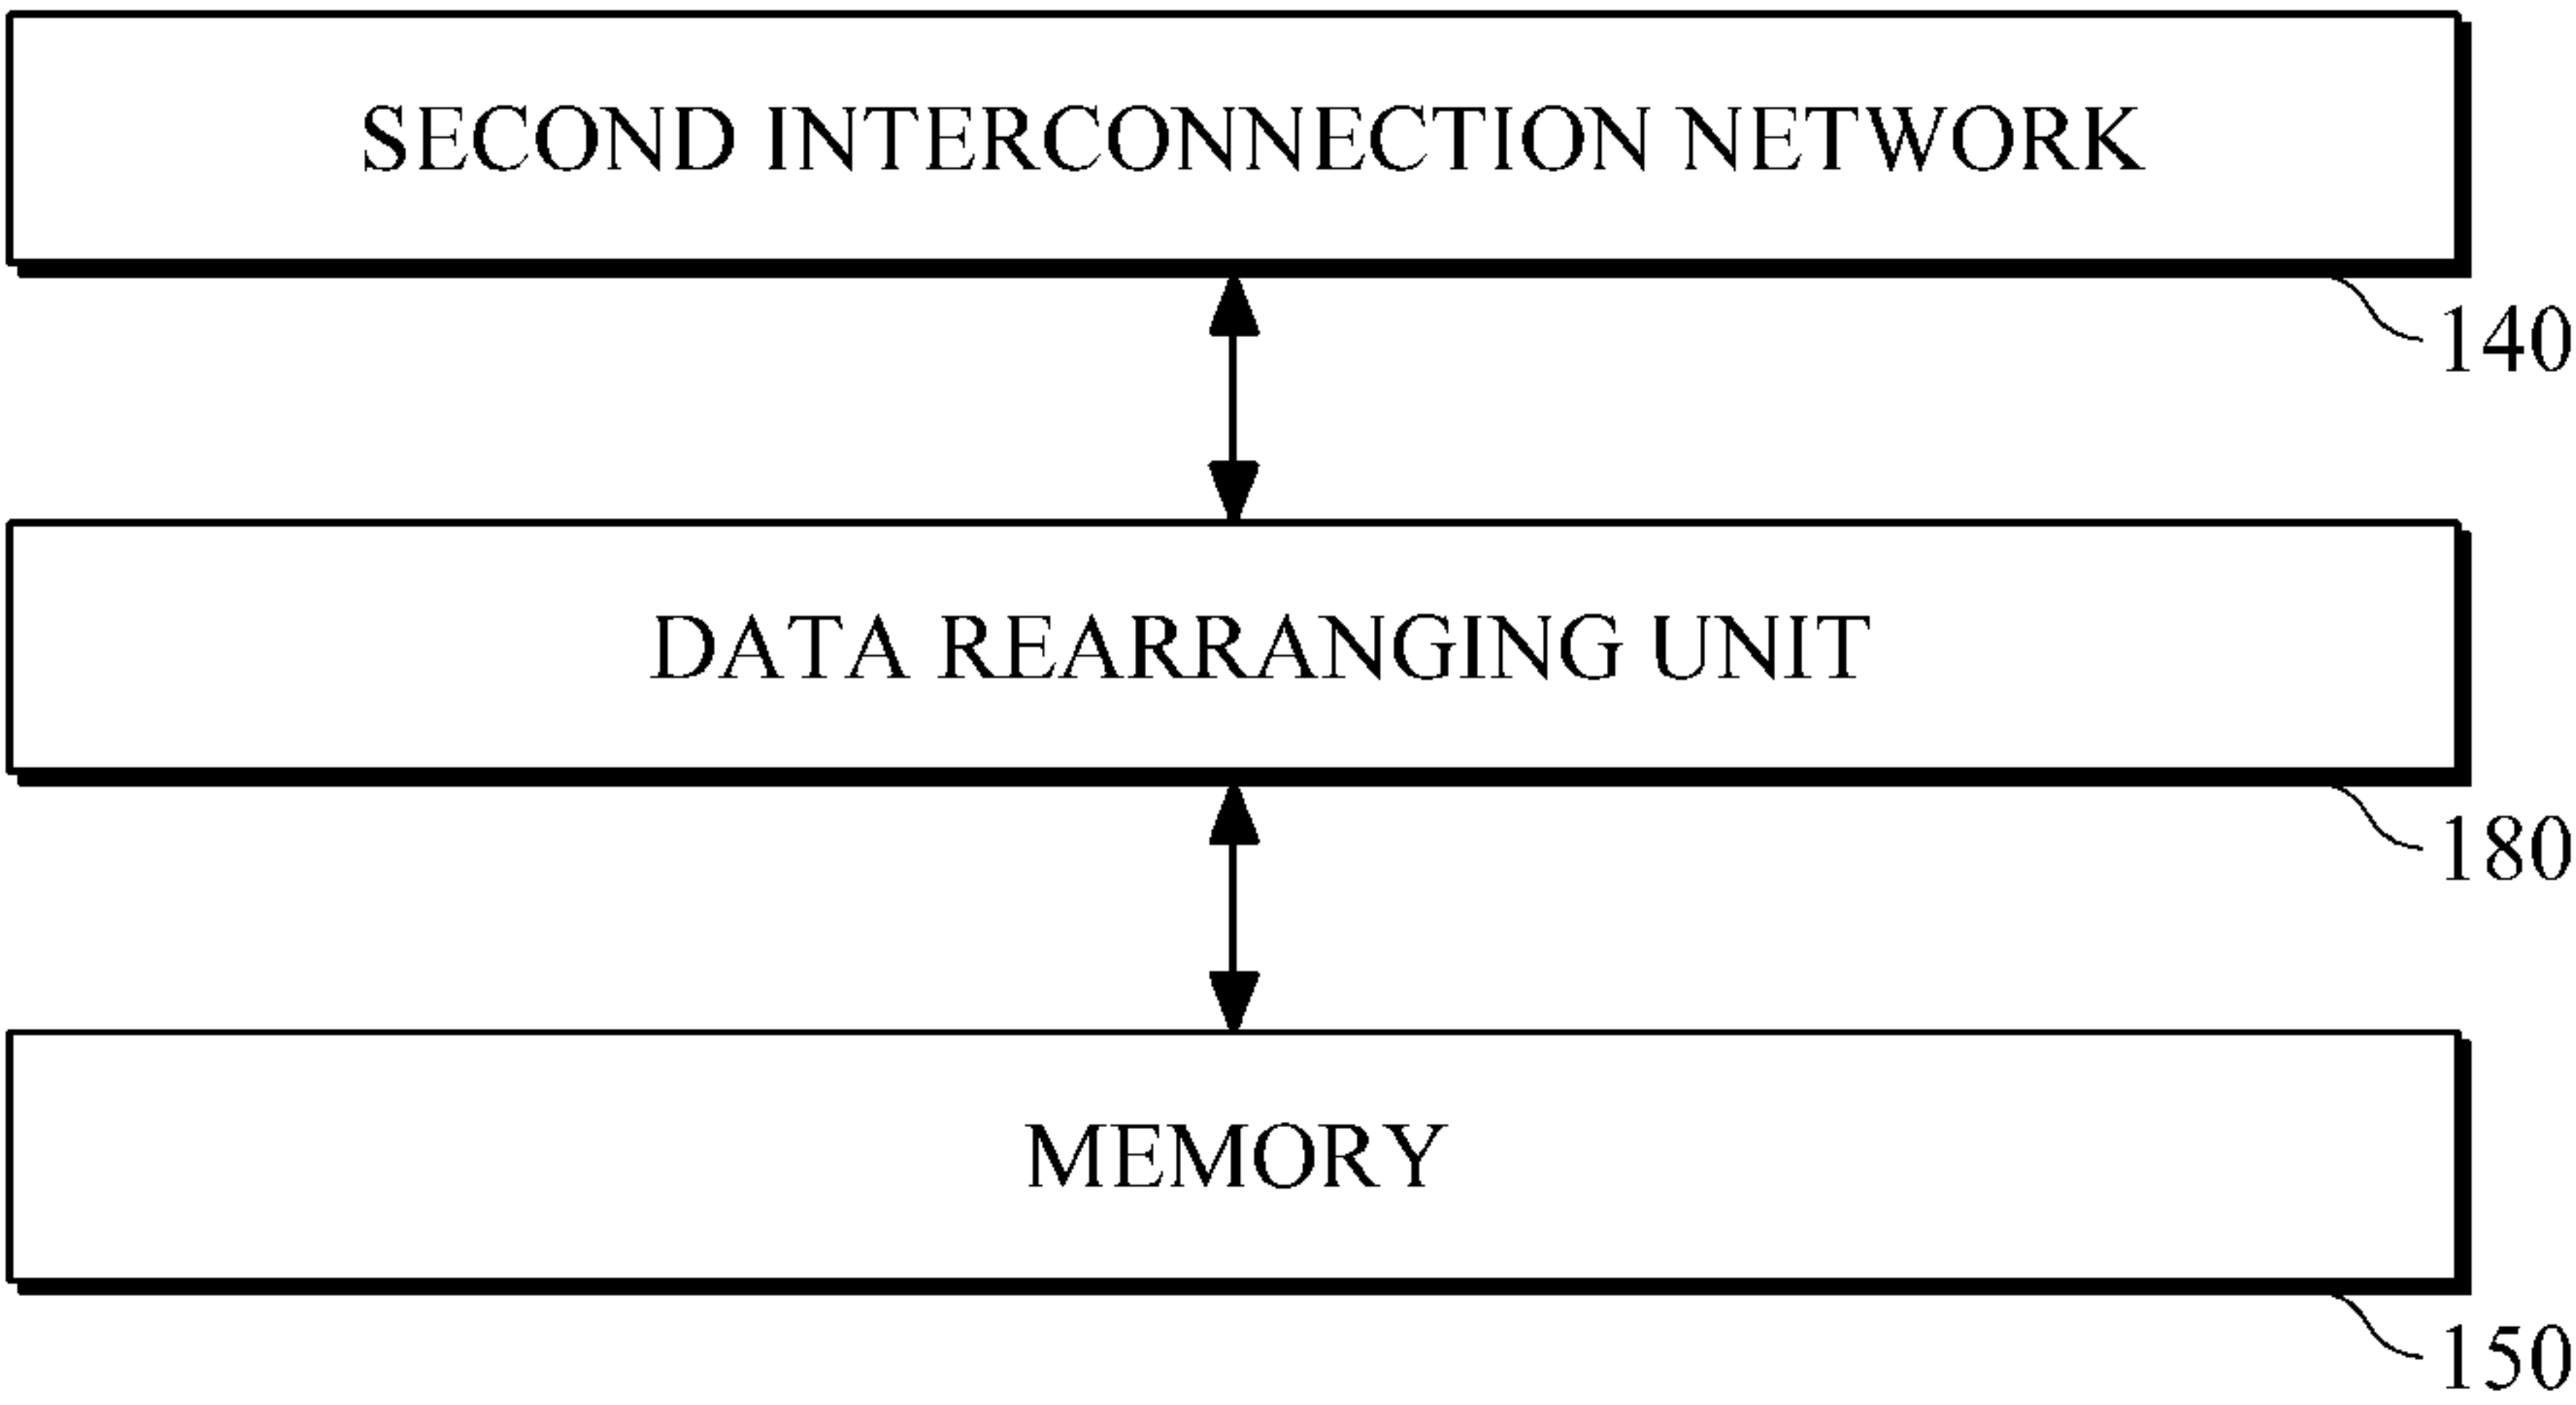 SECOND INTERCONNECTION NETWORK
140
DATA REARRANGING UNIT
180
MEMORY
150